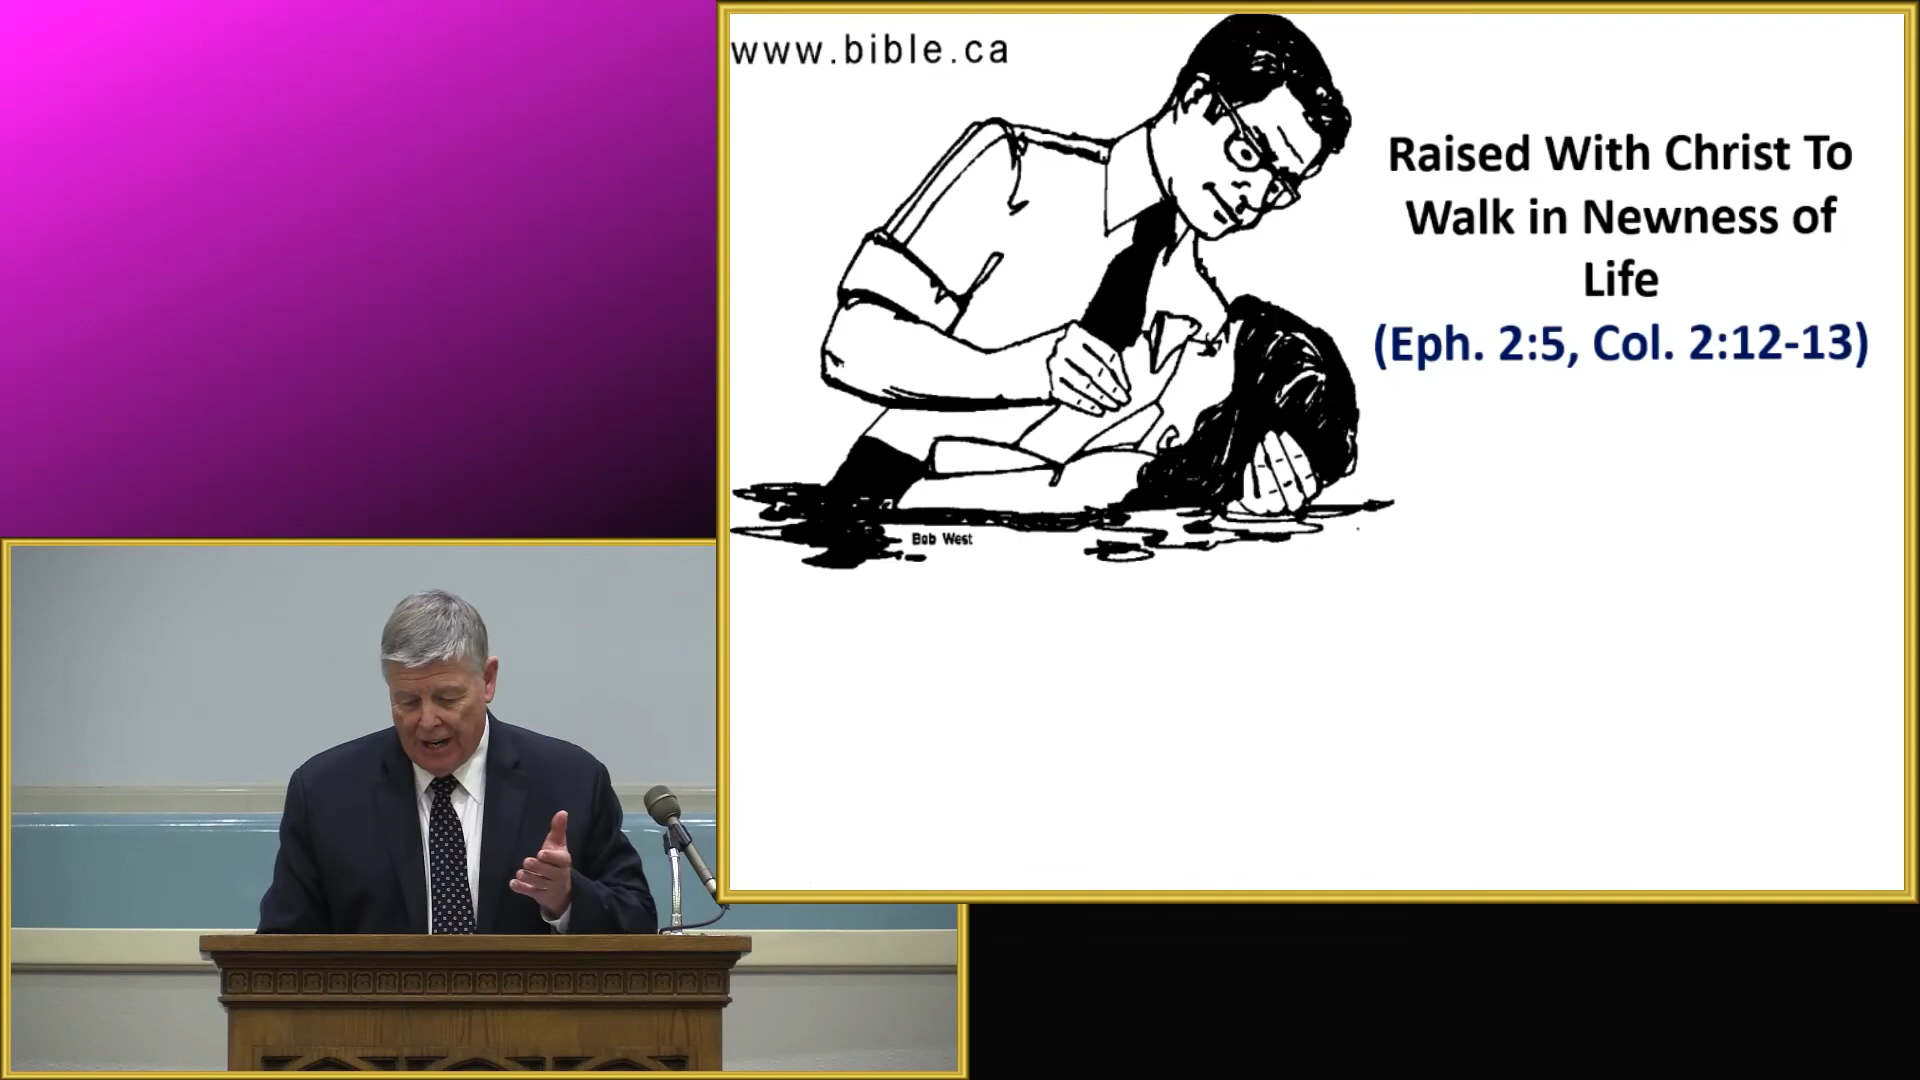 www.bible.ca
Raised With Christ To
Walk in Newness of
Life
(Eph. 2:5, Col. 2:12-13)
Bob West